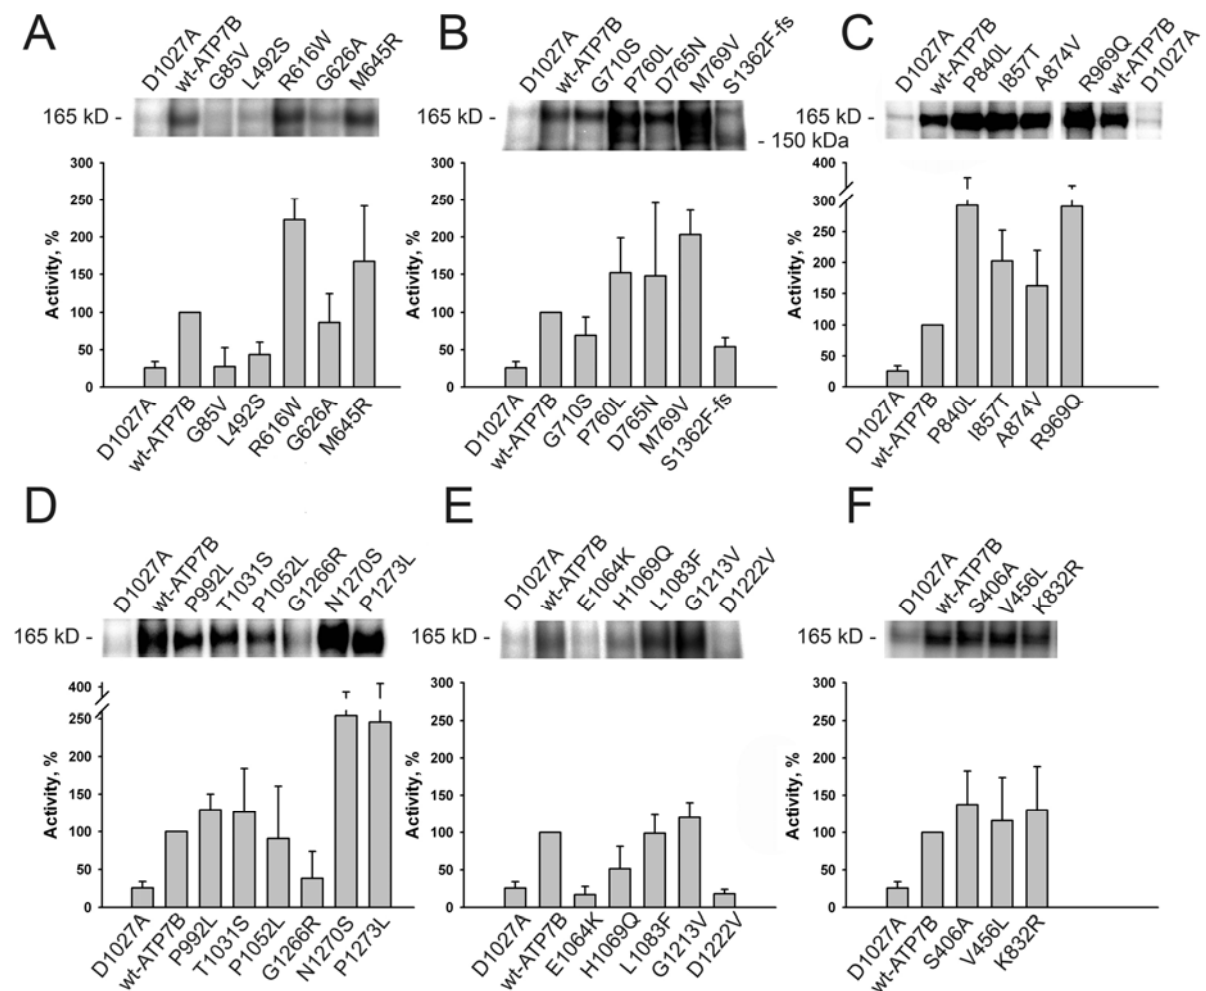 A
D1027A
wt-ATP7B
G85V
L492S
R616W
G626A
M645R
165 kD -
300
250
200
150
100
50
0
Activity, %
D1027A
wt-ATP7B
G85V
L492S
R616W
G626A
M645R
B
D1027A
wt-ATP7B
G710S
P760L
D765N
M769V
S1362F-fs
165 kD -
- 150 kDa
300
250
200
150
100
50
0
Activity, %
D1027A
wt-ATP7B
G710S
P760L
D765N
M769V
S1362F-fs
C
D1027A
wt-ATP7B
P840L
I857T
A874V
R969Q
wt-ATP7B
D1027A
165 kD -
400
300
250
200
150
100
50
0
Activity, %
D1027A
wt-ATP7B
P840L
I857T
A874V
R969Q
D
D1027A
wt-ATP7B
P992L
T1031S
P1052L
G1266R
N1270S
P1273L
165 kD -
400
250
200
150
100
50
0
Activity, %
D1027A
wt-ATP7B
P992L
T1031S
P1052L
G1266R
N1270S
P1273L
E
D1027A
wt-ATP7B
E1064K
H1069Q
L1083F
G1213V
D1222V
165 kD -
300
250
200
150
100
50
0
Activity, %
D1027A
wt-ATP7B
E1064K
H1069Q
L1083F
G1213V
D1222V
F
D1027A
wt-ATP7B
S406A
V456L
K832R
165 kD -
300
250
200
150
100
50
0
Activity, %
D1027A
wt-ATP7B
S406A
V456L
K832R